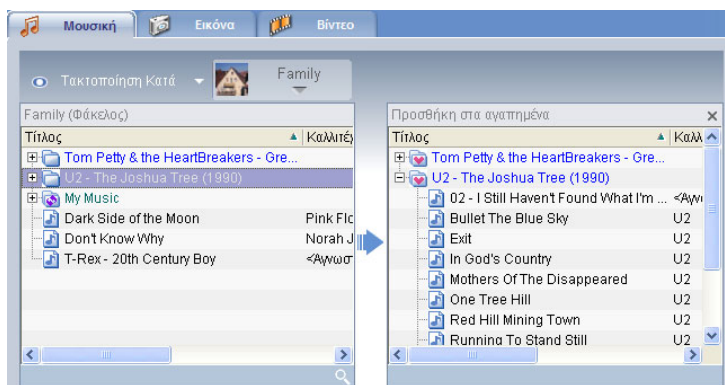 Μουσική Εικόνα Βίντεο
Τακτοποίηση Κατά Family
Family (Φάκελος)
Τίτλος Καλλιτέχ
Tom Petty & the HeartBreakers - Gre...
U2 - The Joshua Tree (1990)
My Music
Dark Side of the Moon Pink Flo
Don't Know Why Norah J
T-Rex - 20th Century Boy <Άγνωστ
Προσθήκη στα αγαπημένα
Τίτλος Καλλ
Tom Petty & the HeartBreakers - Gre...
U2 - The Joshua Tree (1990)
02 - I Still Haven't Found What I'm ... <Άγνω
Bullet The Blue Sky U2
Exit U2
In God's Country U2
Mothers Of The Disappeared U2
One Tree Hill U2
Red Hill Mining Town U2
Running To Stand Still U2